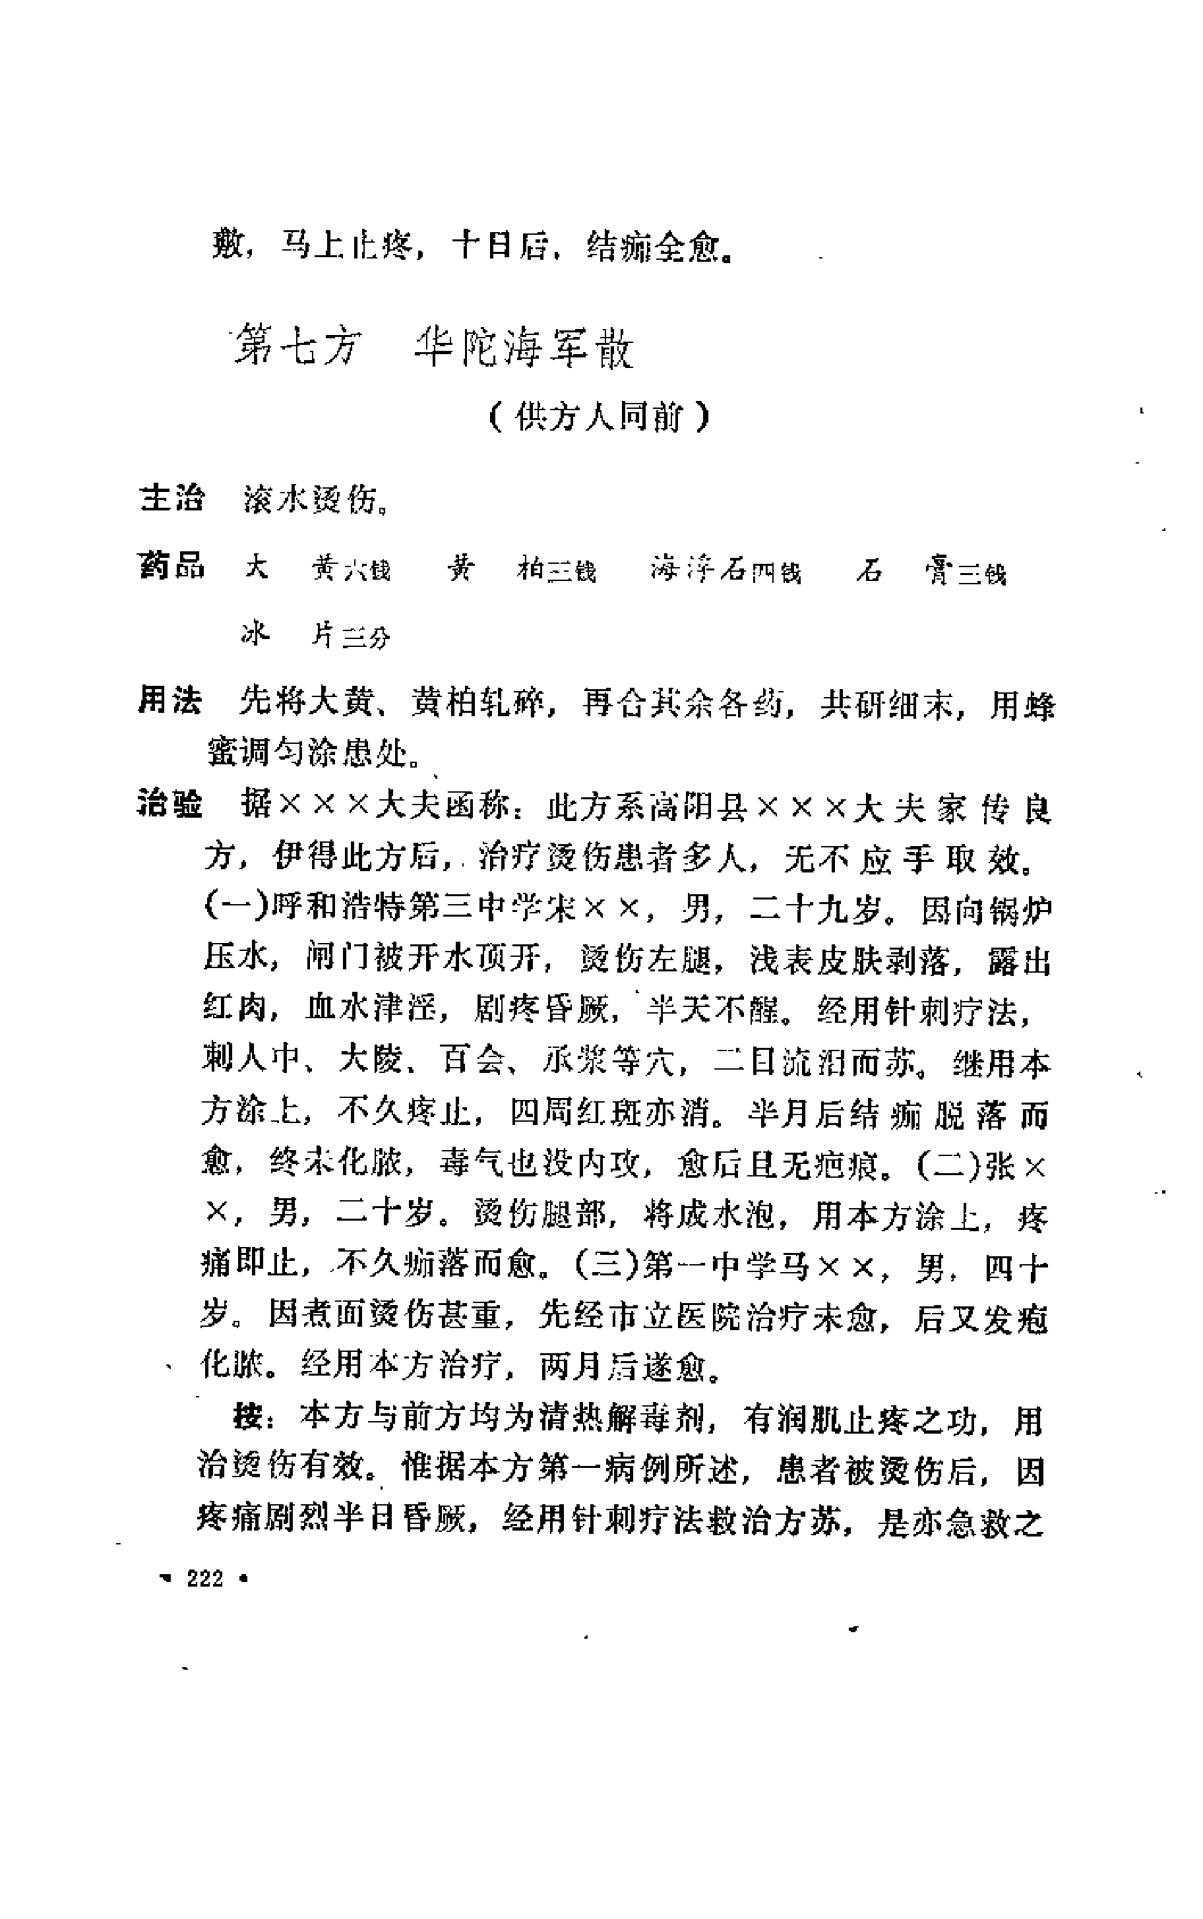 敷，马上止疼，十日后，结痂全愈。
第七方　华陀海军散
（供方人同前）
主治　滚水烫伤。
药品　大　黄六钱　黄　柏三钱　海浮石四钱　石　膏三钱
冰　片三分
用法　先将大黄、黄柏轧碎，再合其余各药，共研细末，用蜂
蜜调匀涂患处。
治验　据×××大夫函称：此方系高阳县×××大夫家传良
方，伊得此方后，治疗烫伤患者多人，无不应手取效。
(一)呼和浩特第三中学宋××，男，二十九岁。因向锅炉
压水，闸门被开水顶开，烫伤左腿，浅表皮肤剥落，露出
红肉，血水津淫，剧疼昏厥，半天不醒。经用针刺疗法，
刺人中、大陵、百会、承浆等穴，二目流泪而苏。继用本
方涂上，不久疼止，四周红斑亦消。半月后结痂脱落而
愈，终未化脓，毒气也没内攻，愈后且无疤痕。(二)张×
×，男，二十岁。烫伤腿部，将成水泡，用本方涂上，疼
痛即止，不久痂落而愈。(三)第一中学马××，男，四十
岁。因煮面烫伤甚重，先经市立医院治疗未愈，后又发疱
化脓。经用本方治疗，两月后遂愈。
按：本方与前方均为清热解毒剂，有润肌止疼之功，用
治烫伤有效。惟据本方第一病例所述，患者被烫伤后，因
疼痛剧烈半日昏厥，经用针刺疗法救治方苏，是亦急救之
• 222 •